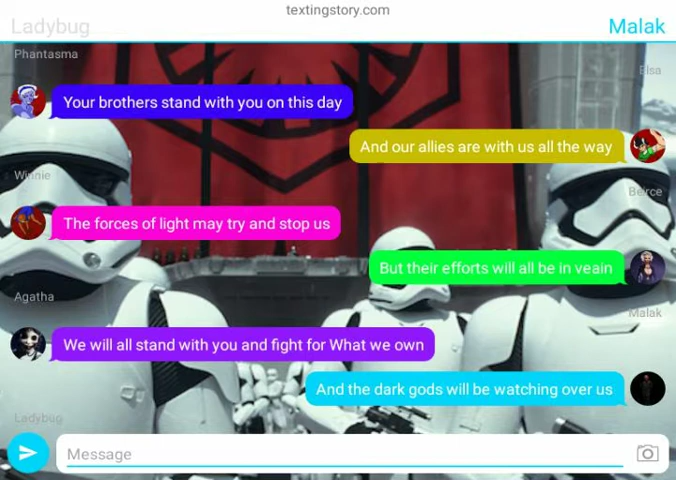 textingstory.com
Ladybug
Malak
Phantasma
Elsa
Your brothers stand with you on this day
And our allies are with us all the way
Winnie
Beirce
The forces of light may try and stop us
But their efforts will all be in veain
Agatha
Malak
We will all stand with you and fight for What we own
And the dark gods will be watching over us
Ladybug
Message